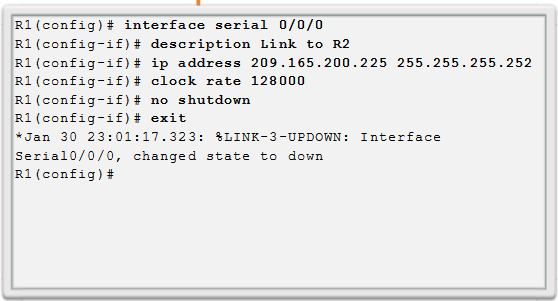 R1(config)# interface serial 0/0/0
R1(config-if)# description Link to R2
R1(config-if)# ip address 209.165.200.225 255.255.255.252
R1(config-if)# clock rate 128000
R1(config-if)# no shutdown
R1(config-if)# exit
*Jan 30 23:01:17.323: %LINK-3-UPDOWN: Interface
Serial0/0/0, changed state to down
R1(config)#